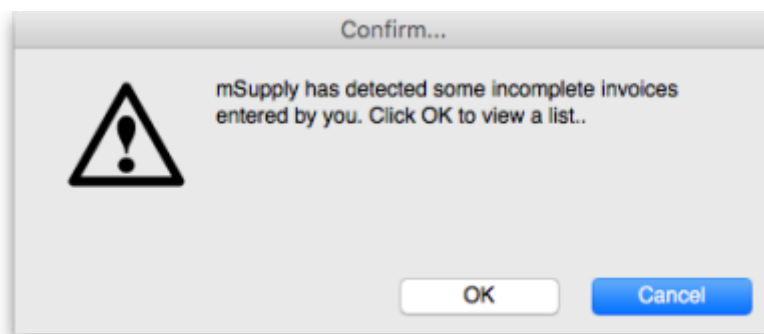 Confirm...
mSupply has detected some incomplete invoices
entered by you. Click OK to view a list..
OK
Cancel